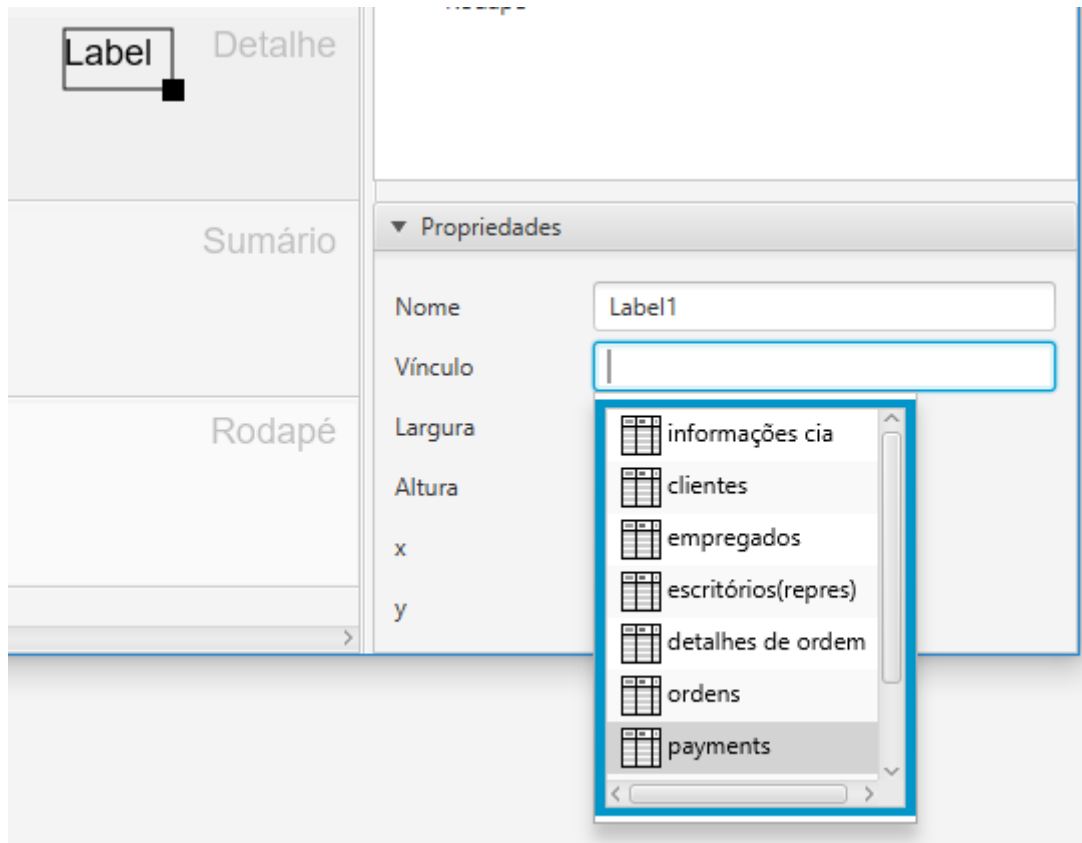 Label
Detalhe
Sumário
Rodapé
Propriedades
Nome
Label1
Vínculo
Largura
Altura
x
y
informações cia
clientes
empregados
escritórios(repres)
detalhes de ordem
ordens
payments